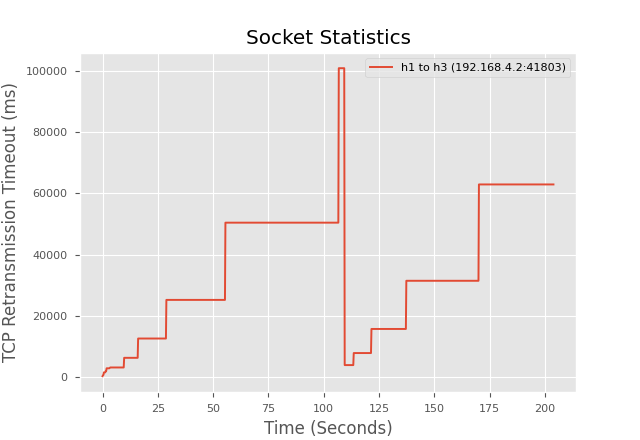 Socket Statistics
h1 to h3 (192.168.4.2:41803)
TCP Retransmission Timeout (ms)
100000
80000
60000
40000
20000
0
0 25 50 75 100 125 150 175 200
Time (Seconds)